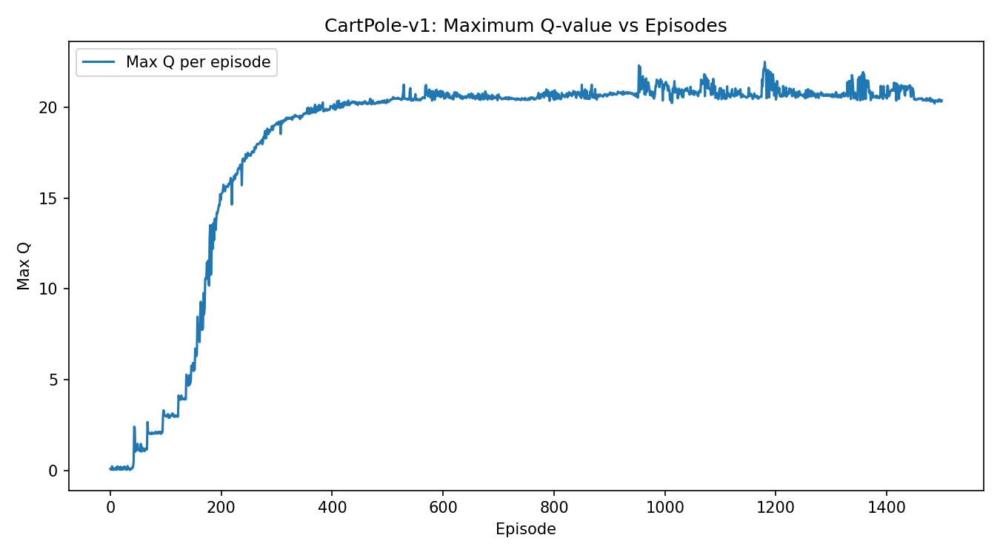 CartPole-v1: Maximum Q-value vs Episodes
Max Q per episode
Max Q
20
15
10
5
0
0 200 400 600 800 1000 1200 1400
Episode